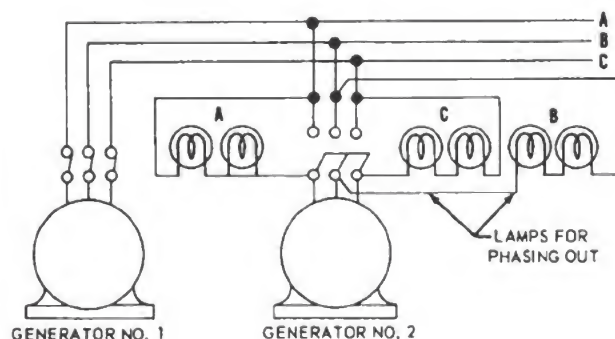 A
B
C
A
C
B
LAMPS FOR
PHASING OUT
GENERATOR NO. 1
GENERATOR NO. 2